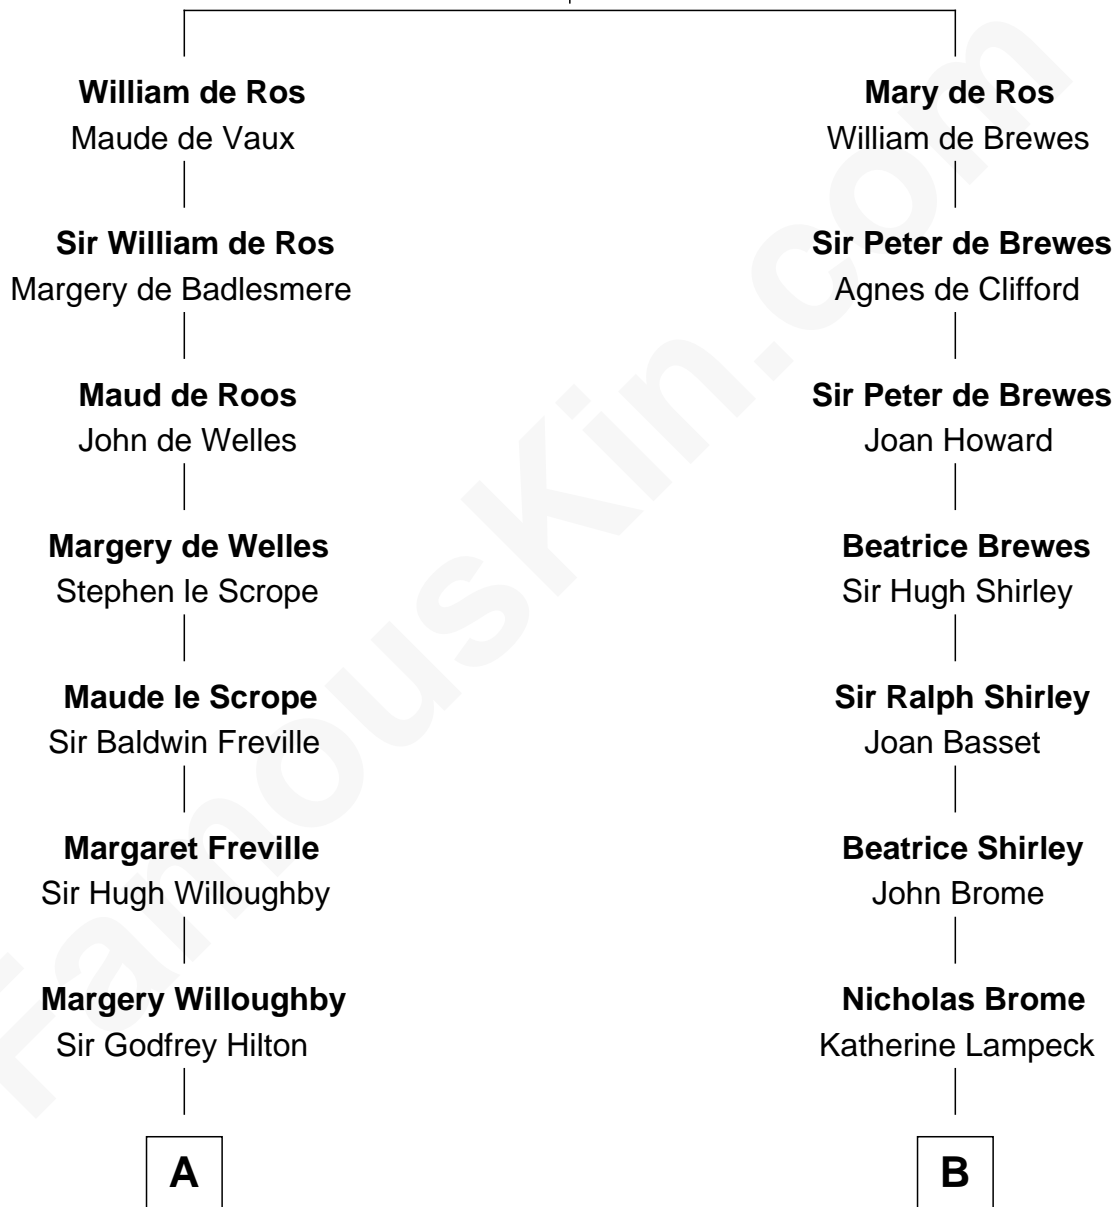 William de Ros
Maude de Vaux
Sir William de Ros
Margery de Badlesmere
Maud de Roos
John de Welles
Margery de Welles
Stephen le Scrope
Maude le Scrope
Sir Baldwin Freville
Margaret Freville
Sir Hugh Willoughby
Margery Willoughby
Sir Godfrey Hilton
A
Mary de Ros
William de Brewes
Sir Peter de Brewes
Agnes de Clifford
Sir Peter de Brewes
Joan Howard
Beatrice Brewes
Sir Hugh Shirley
Sir Ralph Shirley
Joan Basset
Beatrice Shirley
John Brome
Nicholas Brome
Katherine Lampeck
B
FamousKin.com